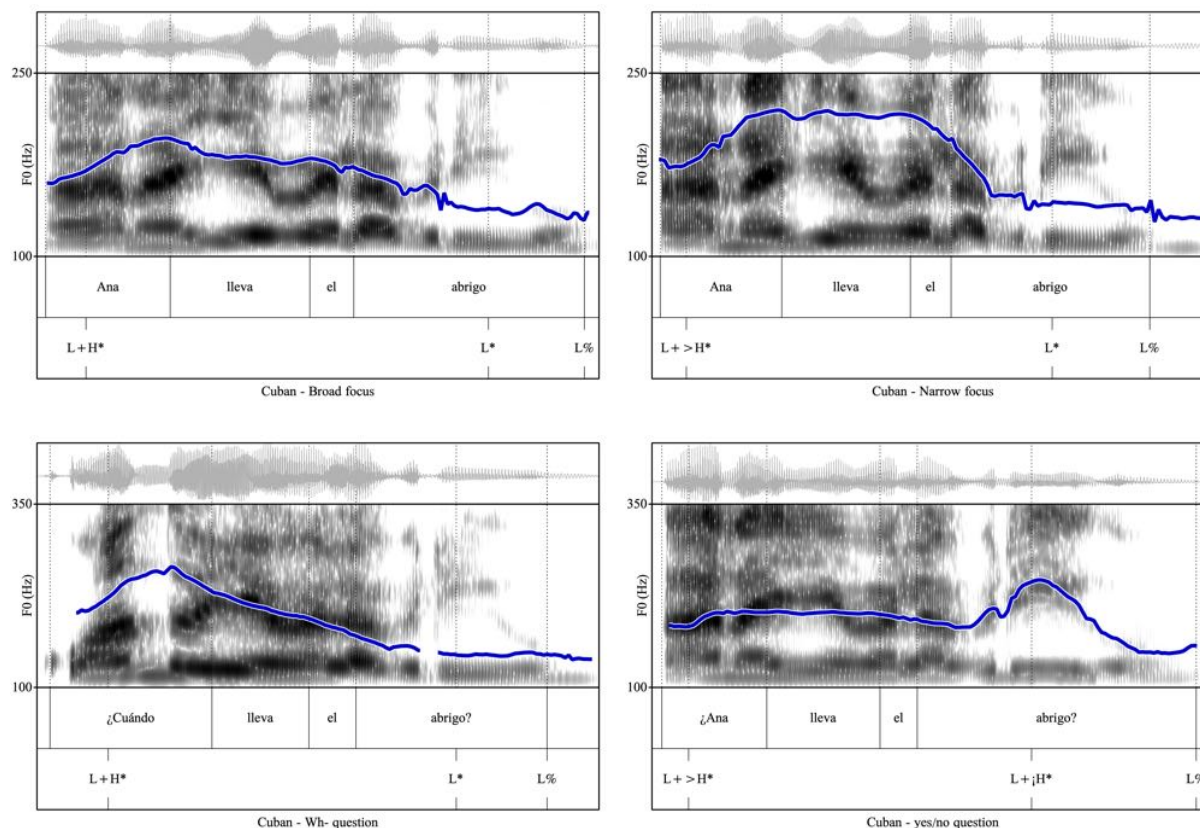 250
F0 (Hz)
100
Ana lleva el abrigo
L+H* L* L%
Cuban - Broad focus
250
F0 (Hz)
100
Ana lleva el abrigo
L+>H* L* L%
Cuban - Narrow focus
350
F0 (Hz)
100
¿Cuándo lleva el abrigo?
L+H* L* L%
Cuban - Wh- question
350
F0 (Hz)
100
¿Ana lleva el abrigo?
L+>H* L+¡H* L%
Cuban - yes/no question